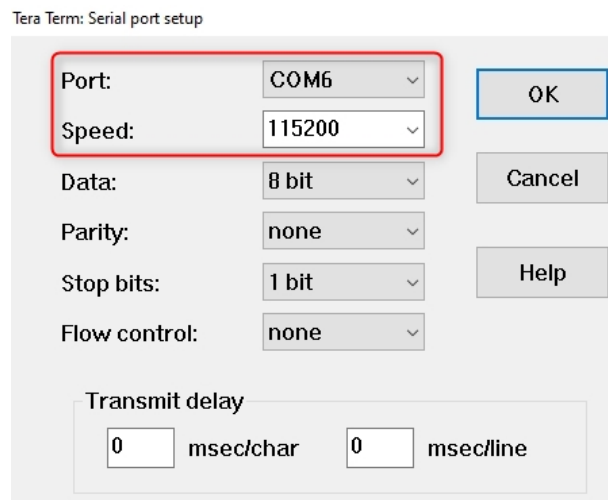 Tera Term: Serial port setup
Port: COM6
OK
Speed: 115200
Data: 8 bit
Cancel
Parity: none
Stop bits: 1 bit
Help
Flow control: none
Transmit delay
0 msec/char 0 msec/line